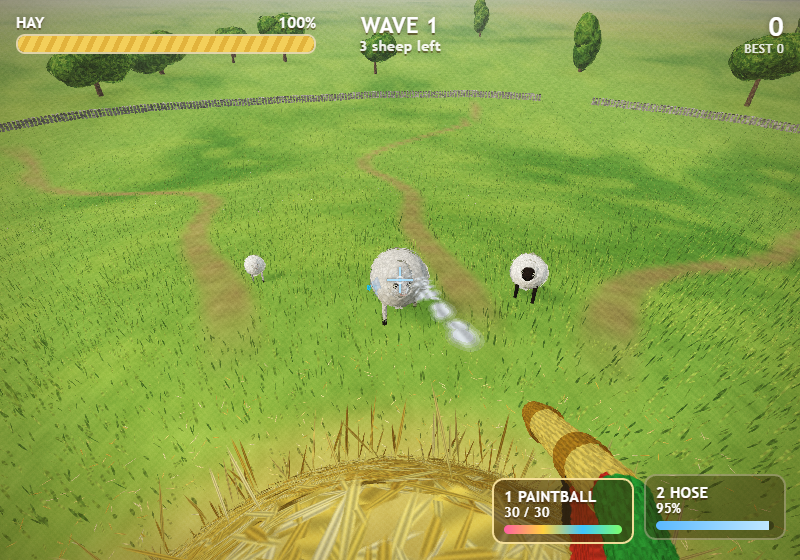 HAY 100%
WAVE 1
3 sheep left
0
BEST 0
1 PAINTBALL
30 / 30
2 HOSE
95%